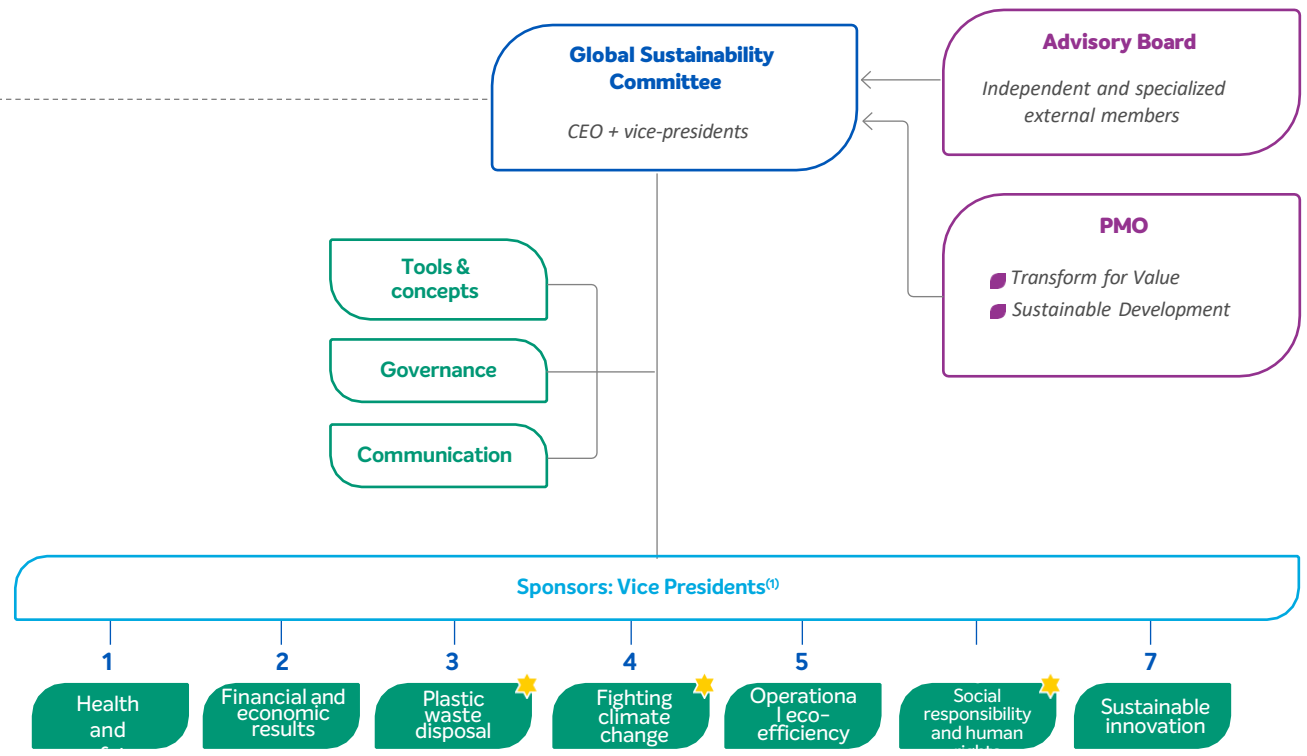 Global Sustainability
Committee
CEO + vice-presidents
Advisory Board
Independent and specialized
external members
PMO
Transform for Value
Sustainable Development
Tools &
concepts
Governance
Communication
Sponsors: Vice Presidents(1)
1
2
3
4
5
7
Health
and
Financial and
economic
results
Plastic
waste
disposal
Fighting
climate
change
Operationa
l eco-
efficiency
Social
responsibility
and human
rights
Sustainable
innovation